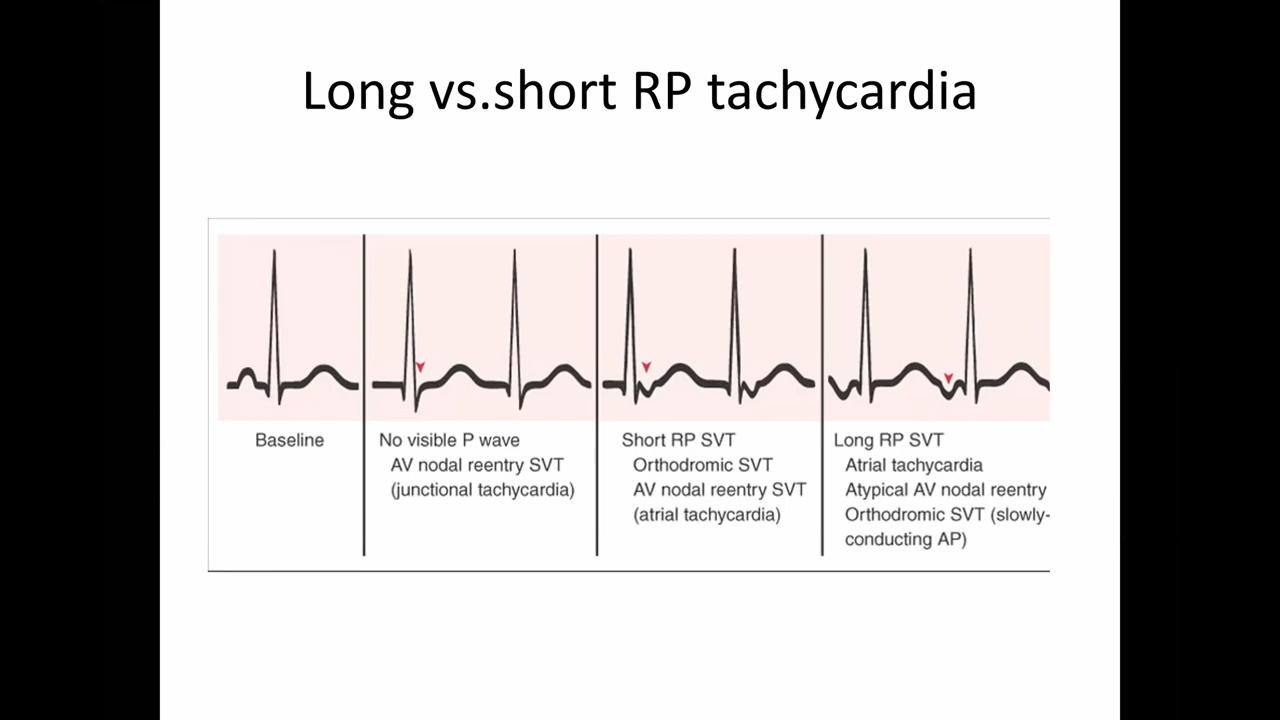 Long vs.short RP tachycardia
Baseline
No visible P wave
AV nodal reentry SVT
(junctional tachycardia)
Short RP SVT
Orthodromic SVT
AV nodal reentry SVT
(atrial tachycardia)
Long RP SVT
Atrial tachycardia
Atypical AV nodal reentry
Orthodromic SVT (slowly-
conducting AP)